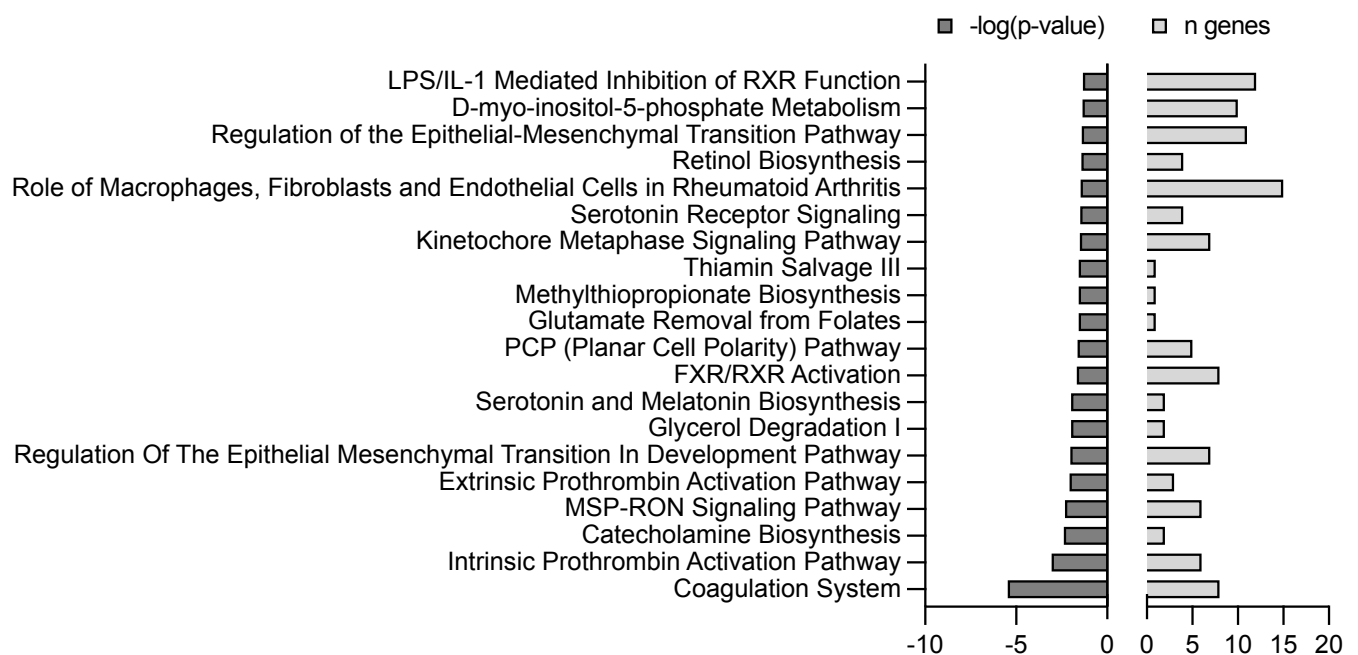 -log(p-value) n genes
LPS/IL-1 Mediated Inhibition of RXR Function
D-myo-inositol-5-phosphate Metabolism
Regulation of the Epithelial-Mesenchymal Transition Pathway
Retinol Biosynthesis
Role of Macrophages, Fibroblasts and Endothelial Cells in Rheumatoid Arthritis
Serotonin Receptor Signaling
Kinetochore Metaphase Signaling Pathway
Thiamin Salvage III
Methylthiopropionate Biosynthesis
Glutamate Removal from Folates
PCP (Planar Cell Polarity) Pathway
FXR/RXR Activation
Serotonin and Melatonin Biosynthesis
Glycerol Degradation I
Regulation Of The Epithelial Mesenchymal Transition In Development Pathway
Extrinsic Prothrombin Activation Pathway
MSP-RON Signaling Pathway
Catecholamine Biosynthesis
Intrinsic Prothrombin Activation Pathway
Coagulation System
-10 -5 0 0 5 10 15 20